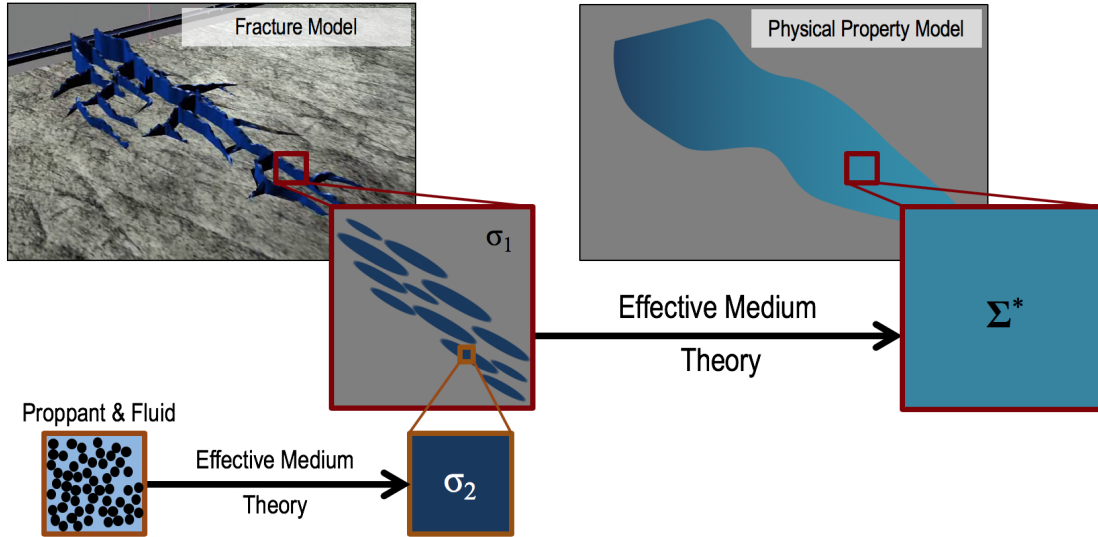 Fracture Model
Physical Property Model
σ1
Effective Medium
Theory
Σ*
Proppant & Fluid
Effective Medium
Theory
σ2